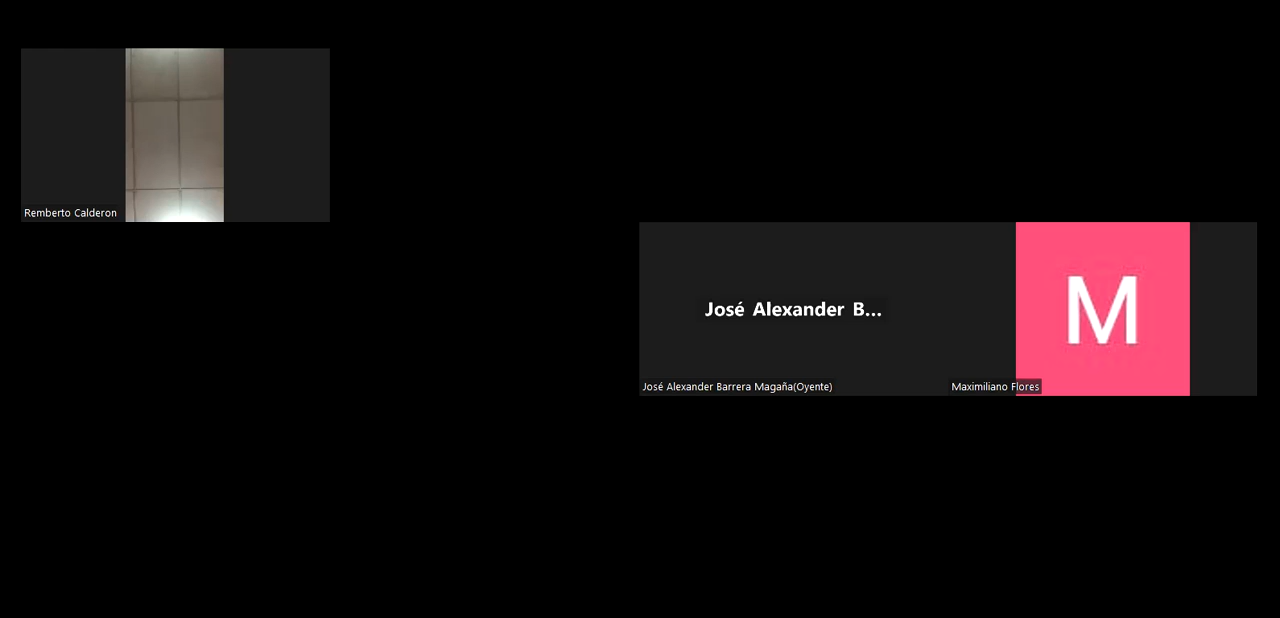 Remberto Calderon
José Alexander B...
M
José Alexander Barrera Magaña(Oyente)
Maximiliano Flores